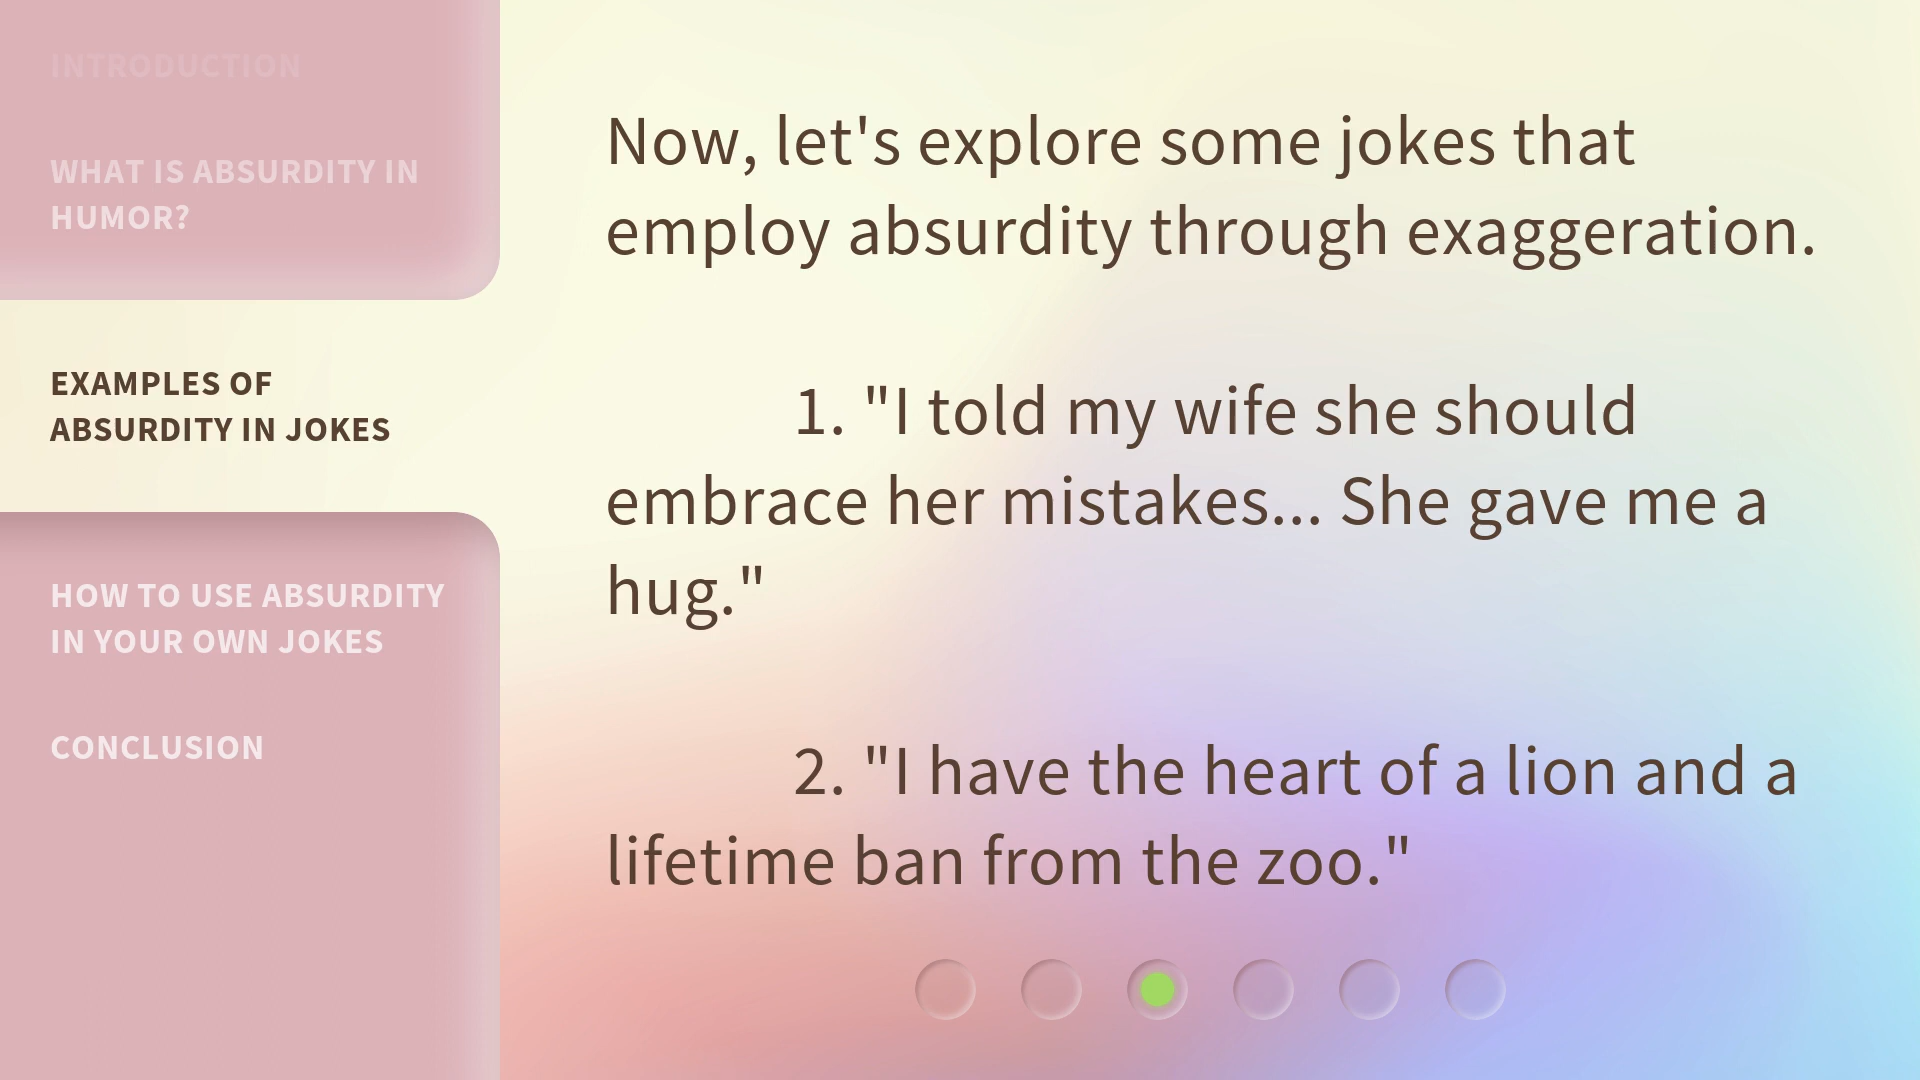 INTRODUCTION
WHAT IS ABSURDITY IN
HUMOR?
EXAMPLES OF
ABSURDITY IN JOKES
HOW TO USE ABSURDITY
IN YOUR OWN JOKES
CONCLUSION
Now, let's explore some jokes that
employ absurdity through exaggeration.
1. "I told my wife she should
embrace her mistakes... She gave me a
hug."
2. "I have the heart of a lion and a
lifetime ban from the zoo."